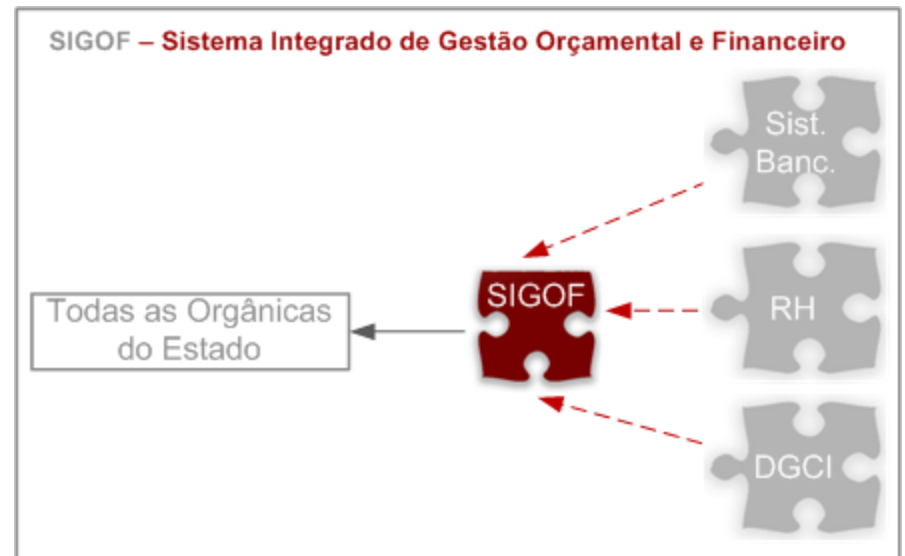 SIGOF – Sistema Integrado de Gestão Orçamental e Financeiro
Sist.
Banc.
SIGOF
RH
Todas as Orgânicas
do Estado
DGCI